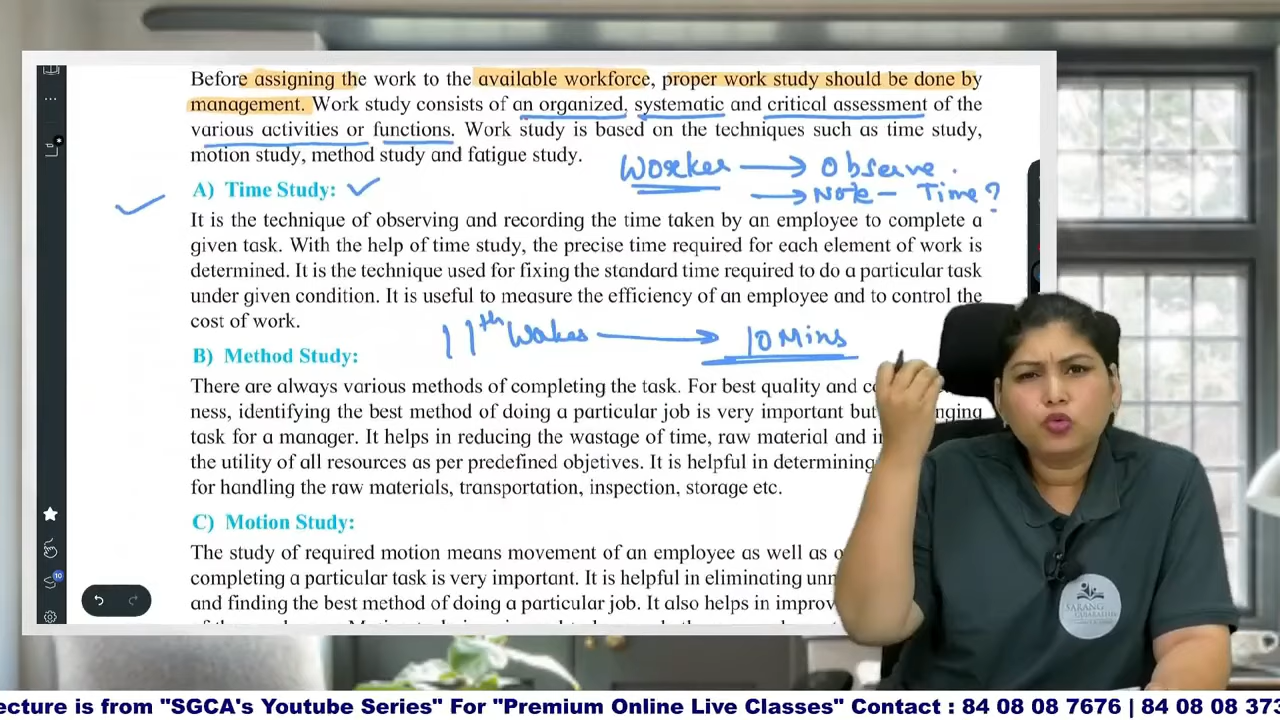 Before assigning the work to the available workforce, proper work study should be done by
management. Work study consists of an organized, systematic and critical assessment of the
various activities or functions. Work study is based on the techniques such as time study,
motion study, method study and fatigue study.
Worker → Observe.
→ Note - Time?
A) Time Study:
It is the technique of observing and recording the time taken by an employee to complete a
given task. With the help of time study, the precise time required for each element of work is
determined. It is the technique used for fixing the standard time required to do a particular task
under given condition. It is useful to measure the efficiency of an employee and to control the
cost of work.
11th → 10 Mins
B) Method Study:
There are always various methods of completing the task. For best quality and
ness, identifying the best method of doing a particular job is very important but
task for a manager. It helps in reducing the wastage of time, raw material and
the utility of all resources as per predefined objetives. It is helpful in determining
for handling the raw materials, transportation, inspection, storage etc.
C) Motion Study:
The study of required motion means movement of an employee as well as
completing a particular task is very important. It is helpful in eliminating
and finding the best method of doing a particular job. It also helps in
SARANG
ecture is from "SGCA's Youtube Series" For "Premium Online Live Classes" Contact : 84 08 08 7676 | 84 08 08 373